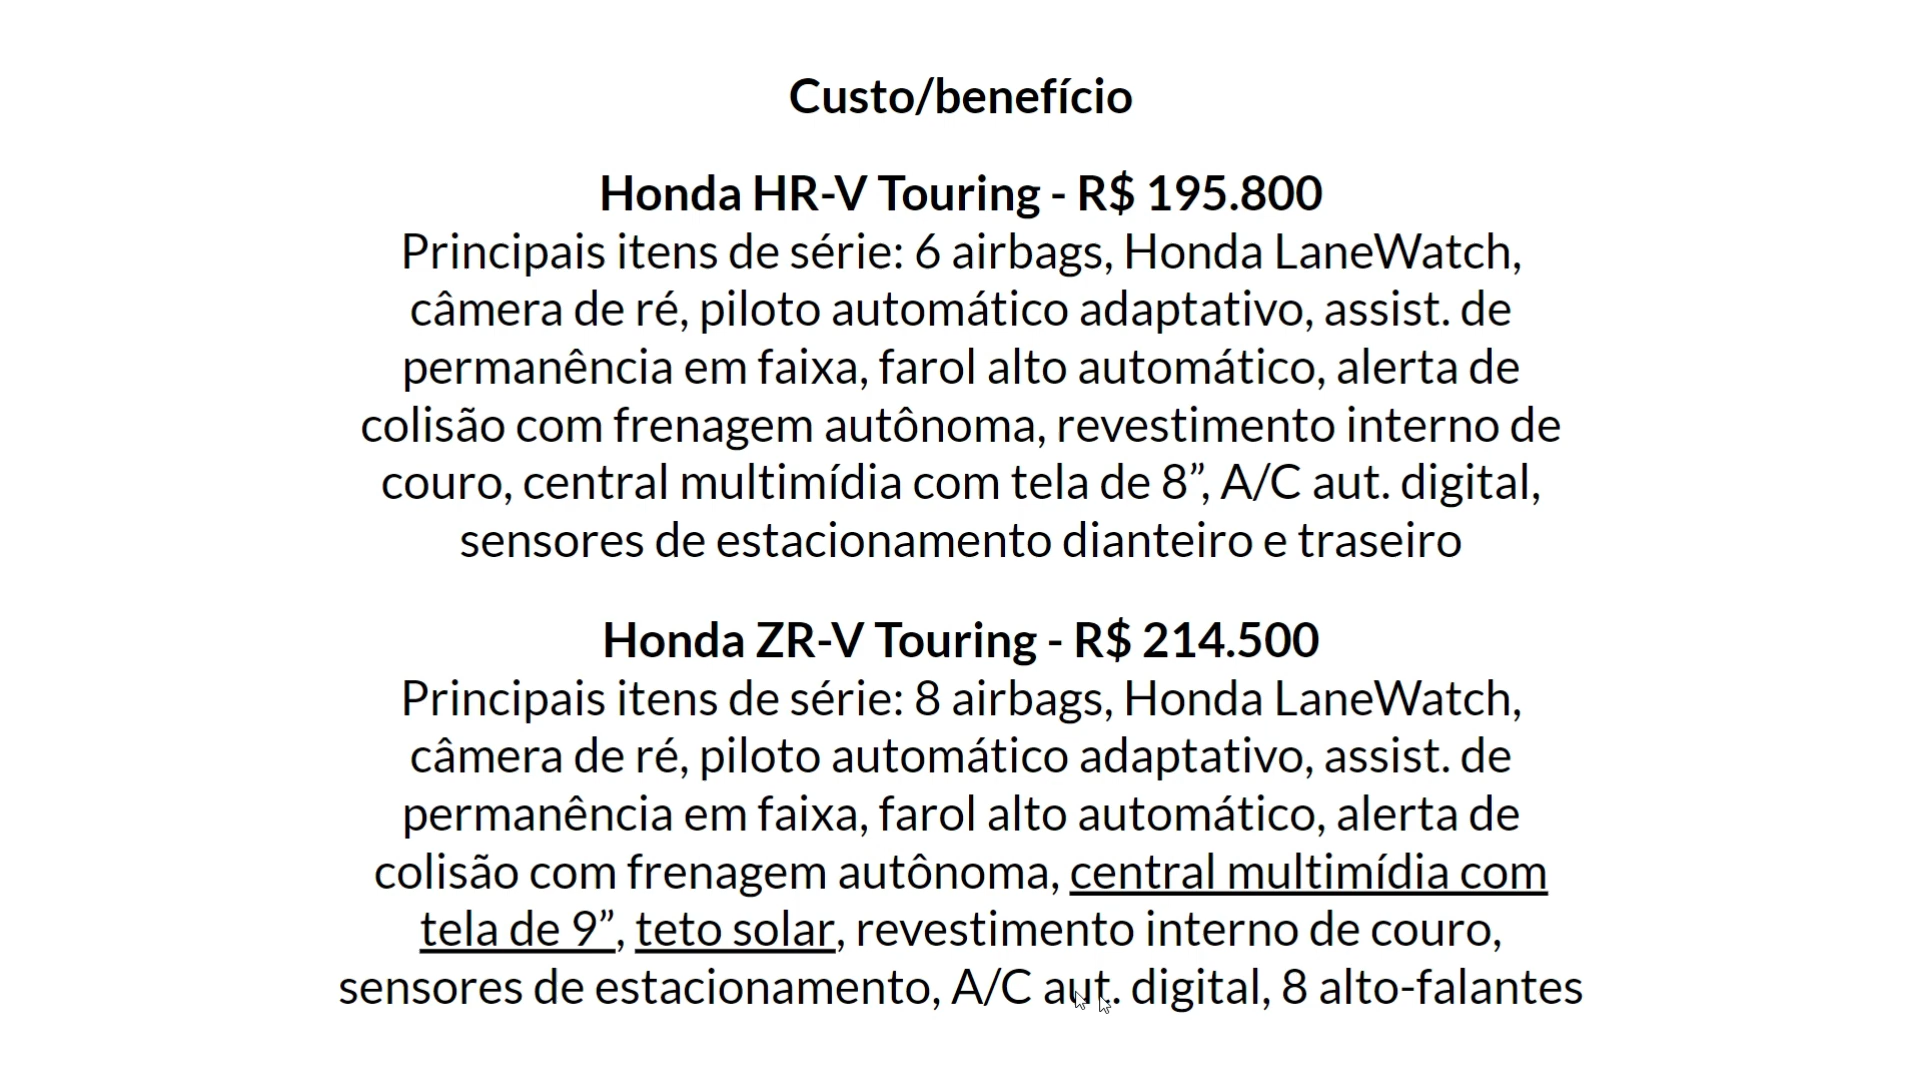 Custo/benefício
Honda HR-V Touring - R$ 195.800
Principais itens de série: 6 airbags, Honda LaneWatch,
câmera de ré, piloto automático adaptativo, assist. de
permanência em faixa, farol alto automático, alerta de
colisão com frenagem autônoma, revestimento interno de
couro, central multimídia com tela de 8”, A/C aut. digital,
sensores de estacionamento dianteiro e traseiro
Honda ZR-V Touring - R$ 214.500
Principais itens de série: 8 airbags, Honda LaneWatch,
câmera de ré, piloto automático adaptativo, assist. de
permanência em faixa, farol alto automático, alerta de
colisão com frenagem autônoma, central multimídia com
tela de 9”, teto solar, revestimento interno de couro,
sensores de estacionamento, A/C aut. digital, 8 alto-falantes